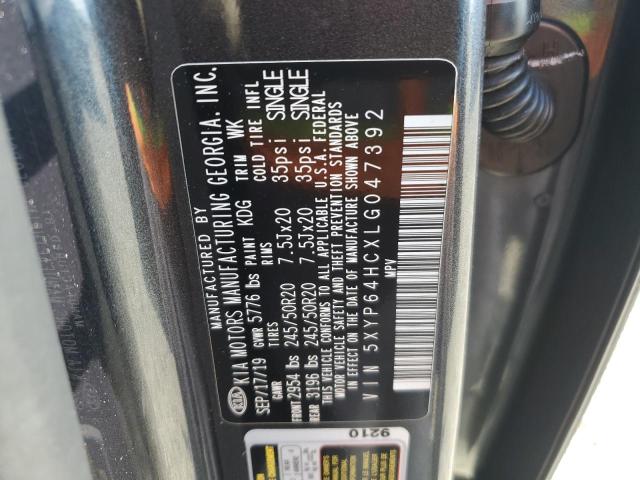 MANUFACTURED BY
KIA KIA MOTORS MANUFACTURING GEORGIA, INC.
SEP/17/19 GVWR 5776 lbs PAINT KDG TRIM WK
GAWR TIRES RIMS COLD TIRE INFL
FRONT 2954 lbs 245/50R20 7.5Jx20 35psi SINGLE
REAR 3196 lbs 245/50R20 7.5Jx20 35psi SINGLE
THIS VEHICLE CONFORMS TO ALL APPLICABLE U.S.A. FEDERAL
MOTOR VEHICLE SAFETY AND THEFT PREVENTION STANDARDS
IN EFFECT ON THE DATE OF MANUFACTURE SHOWN ABOVE
VIN 5XYP64HCXLG047392
MPV
9210